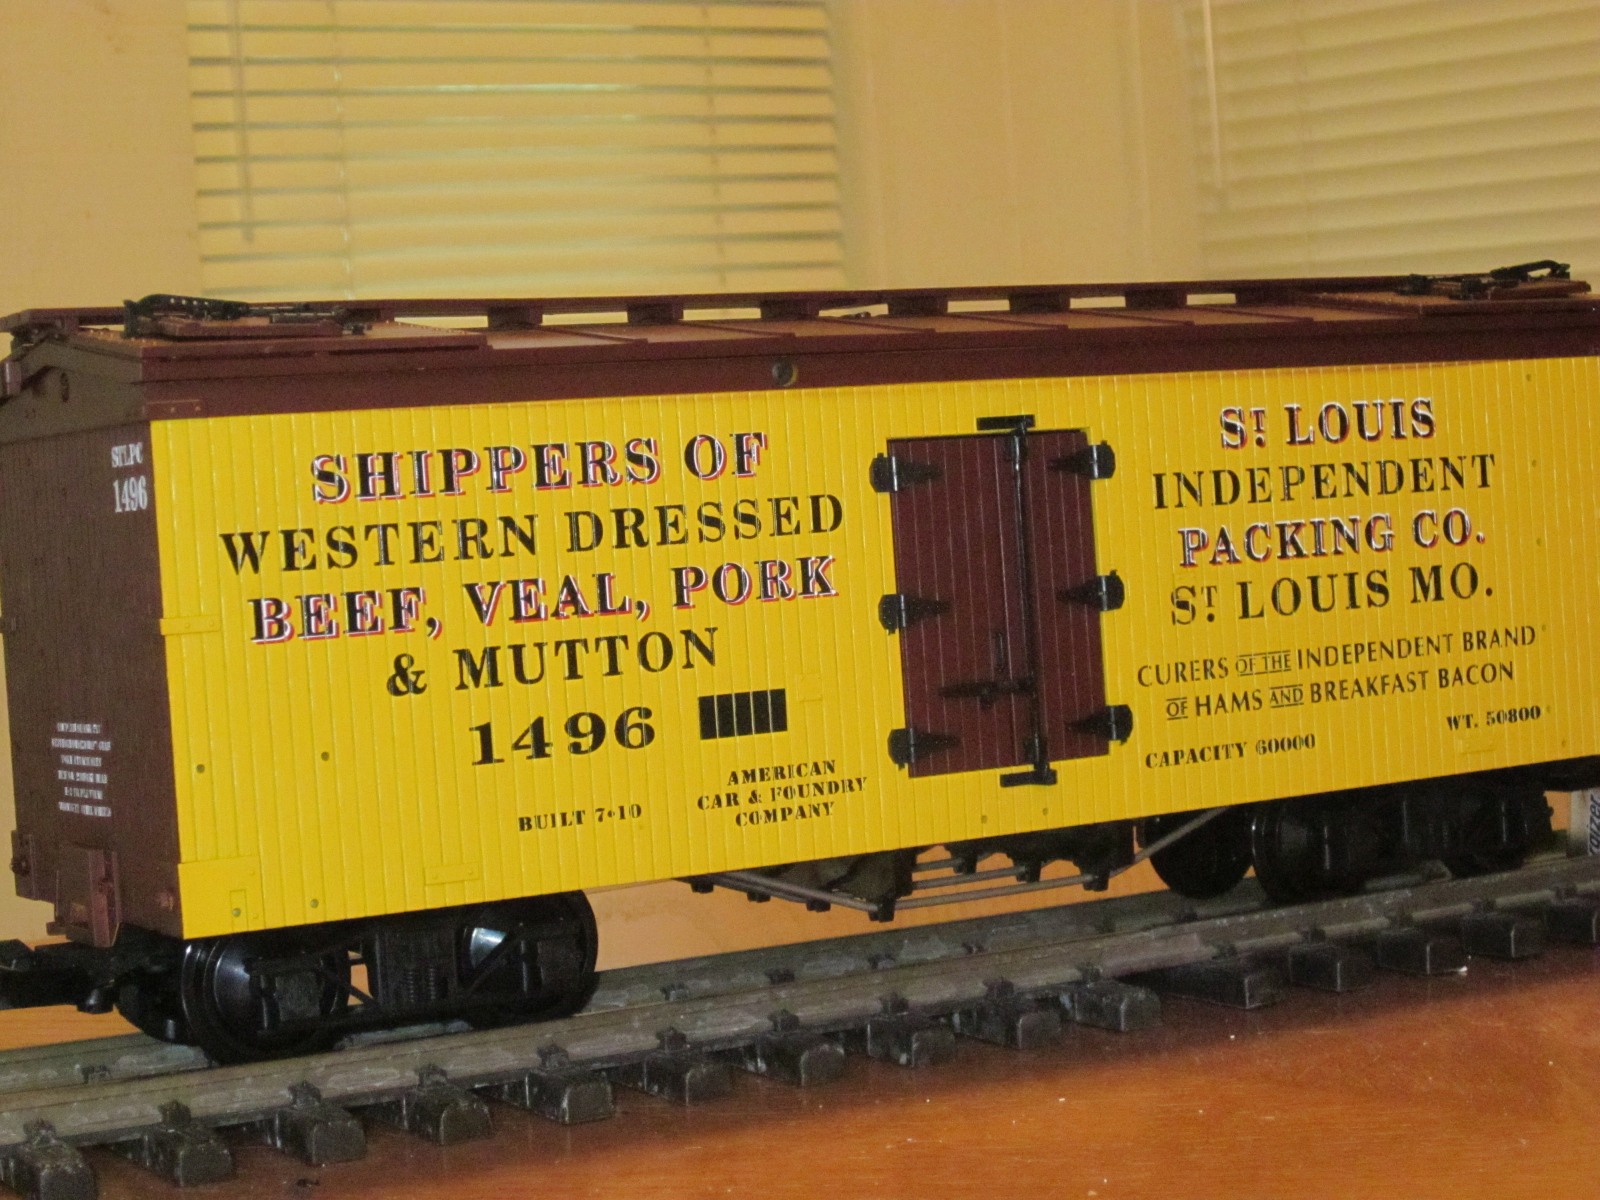 STLPC
1496
SHIPPERS OF
WESTERN DRESSED
BEEF, VEAL, PORK
& MUTTON
1496
BUILT 7•10
AMERICAN
CAR & FOUNDRY
COMPANY
ST LOUIS
INDEPENDENT
PACKING CO.
ST LOUIS MO.
CURERS OF THE INDEPENDENT BRAND
OF HAMS AND BREAKFAST BACON
CAPACITY 60000
WT. 50800